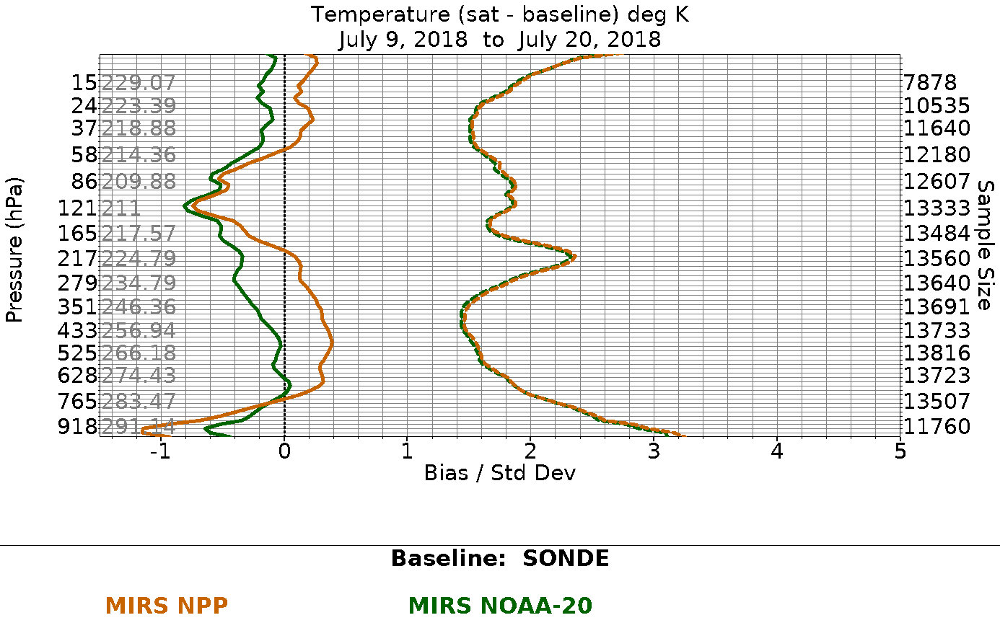 Temperature (sat - baseline) deg K
July 9, 2018  to  July 20, 2018
15 229.07 7878
24 223.39 10535
37 218.88 11640
58 214.36 12180
86 209.88 12607
121 211 13333
165 217.57 13484
217 224.79 13560
279 234.79 13640
351 246.36 13691
433 256.94 13733
525 266.18 13816
628 274.43 13723
765 283.47 13507
918 291.14 11760
Pressure (hPa)
Sample Size
-1 0 1 2 3 4 5
Bias / Std Dev
Baseline:  SONDE
MIRS NPP MIRS NOAA-20